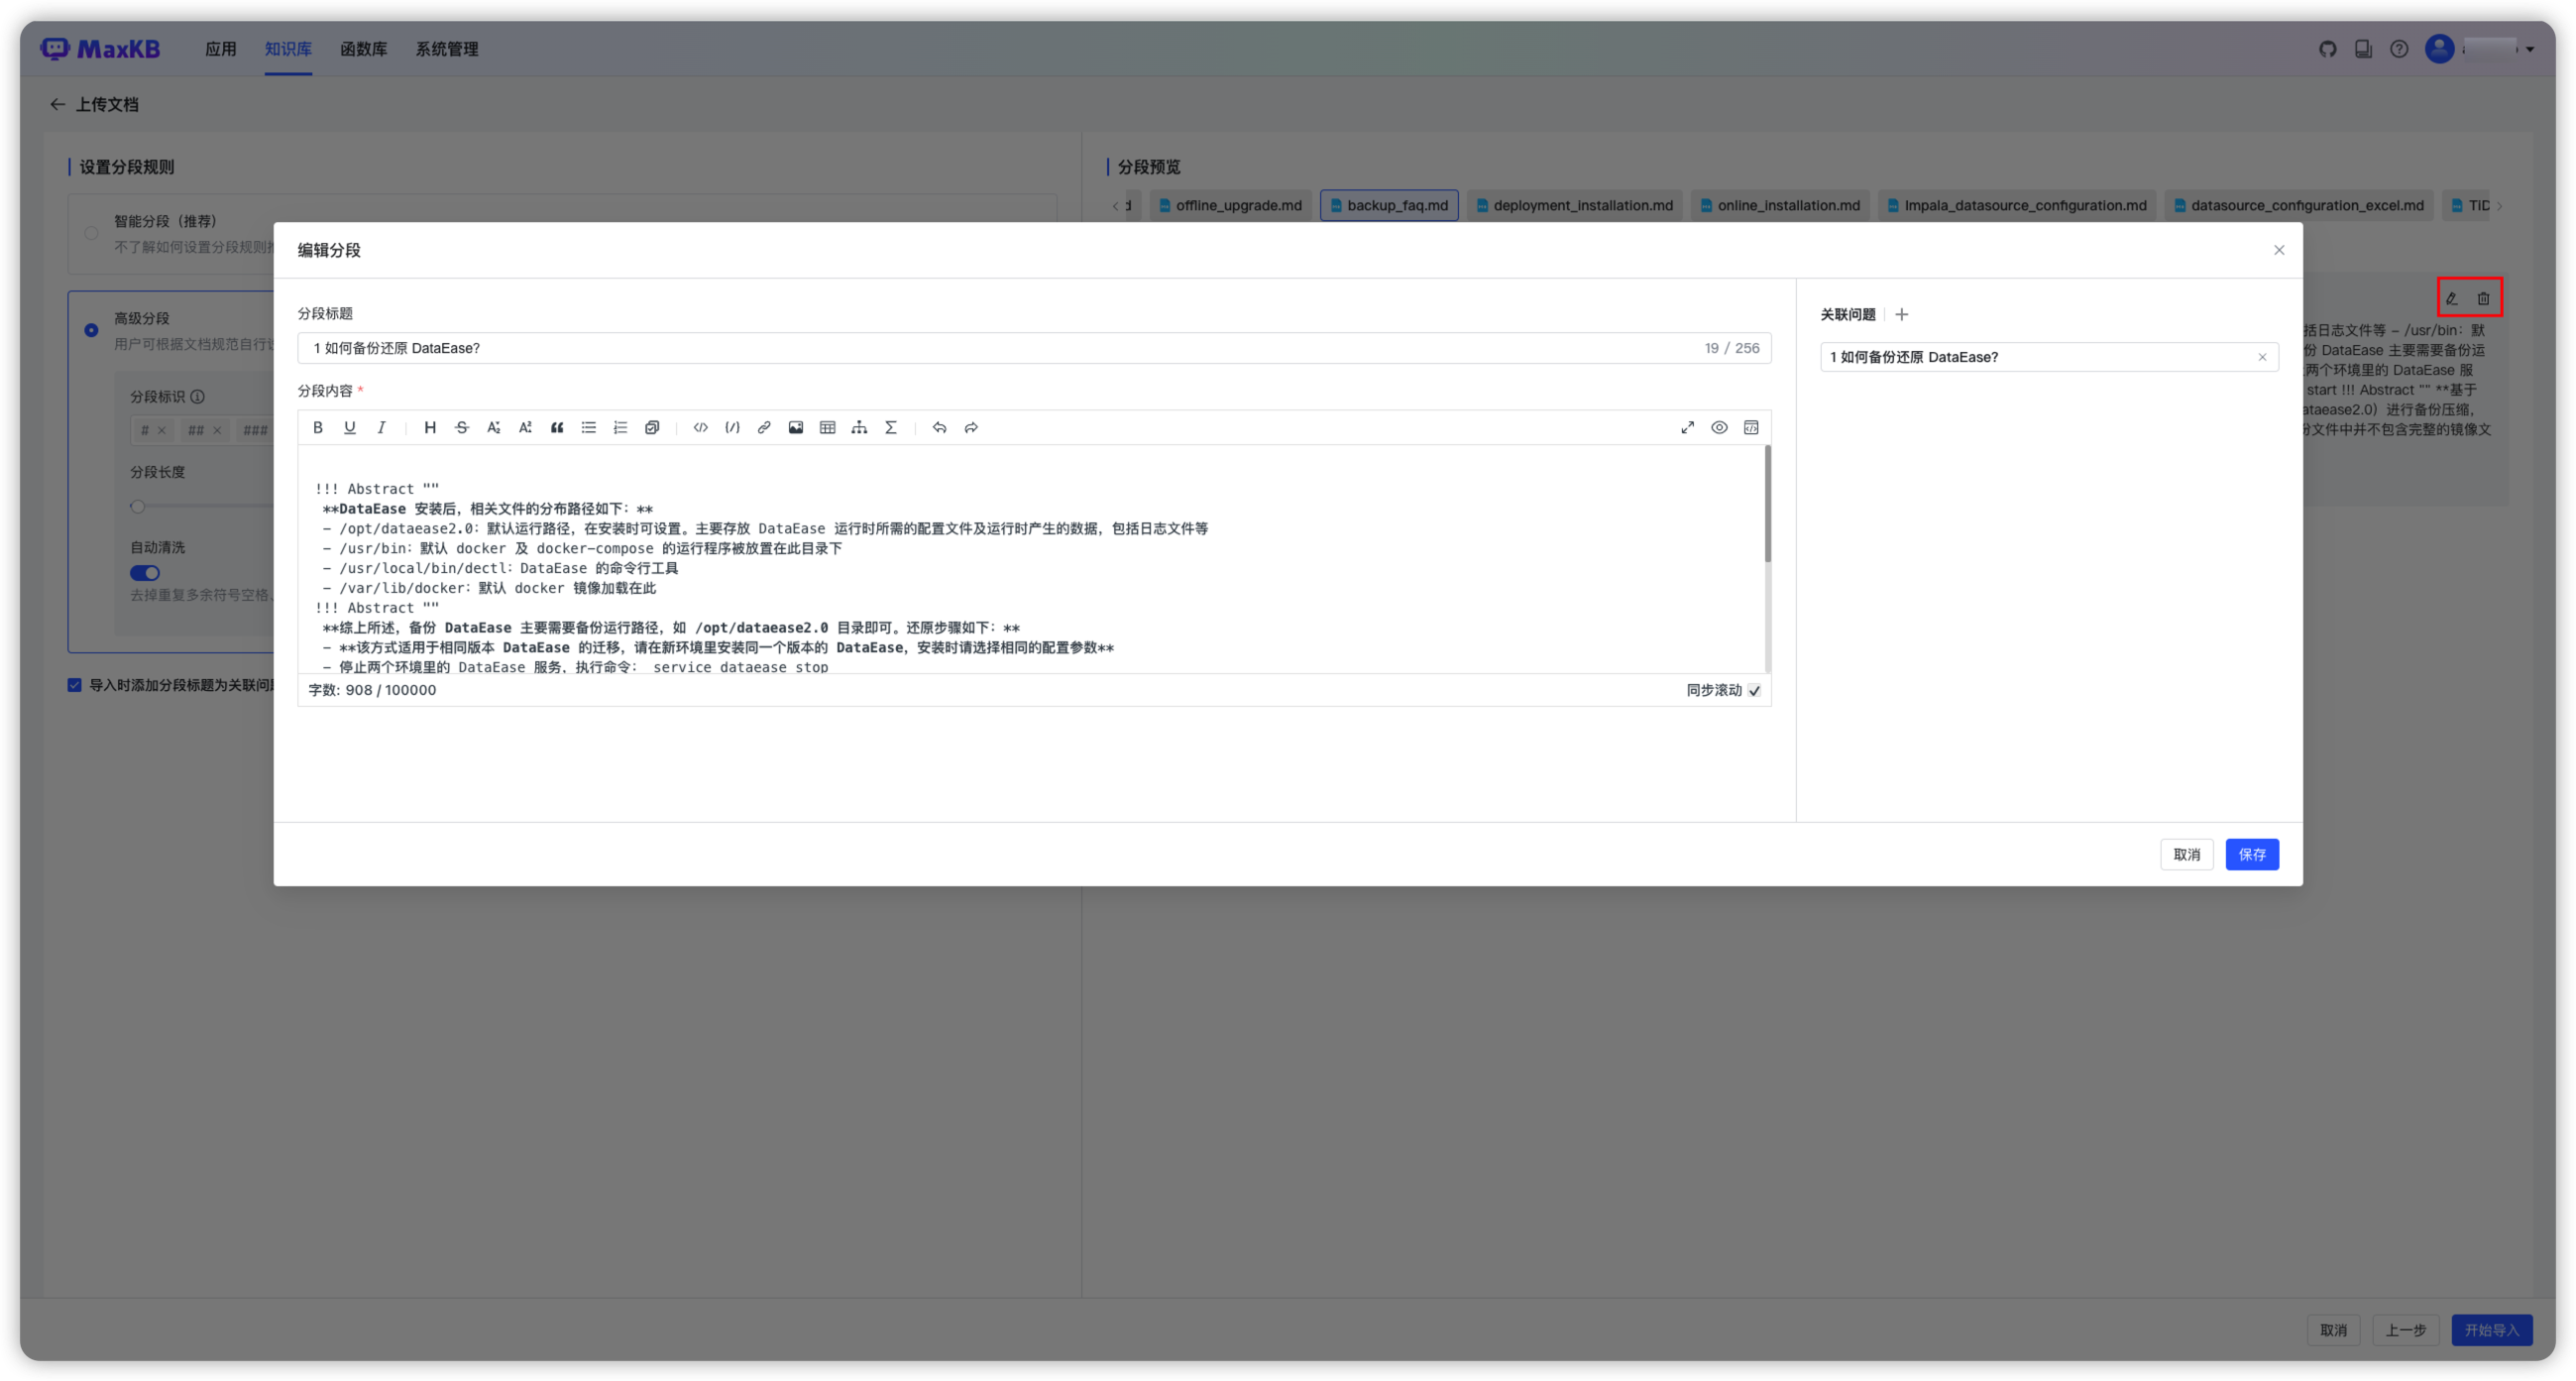 MaxKB 应用 知识库 函数库 系统管理
上传文档
设置分段规则
智能分段（推荐）
不了解如何设置分段规则
高级分段
用户可根据文档规范自行
分段标识
# ## ###
分段长度
自动清洗
去掉重复多余符号空格、
导入时添加分段标题为关联问
分段预览
offline_upgrade.md backup_faq.md deployment_installation.md online_installation.md Impala_datasource_configuration.md datasource_configuration_excel.md
括日志文件等 - /usr/bin：默
份 DataEase 主要需要备份运
两个环境里的 DataEase 服
start !!! Abstract "" **基于
ataease2.0）进行备份压缩，
文件中并不包含完整的镜像文
编辑分段
分段标题
1 如何备份还原 DataEase?
19 / 256
分段内容 *
!!! Abstract ""
**DataEase 安装后，相关文件的分布路径如下：**
- /opt/dataease2.0：默认运行路径，在安装时可设置。主要存放 DataEase 运行时所需的配置文件及运行时产生的数据，包括日志文件等
- /usr/bin：默认 docker 及 docker-compose 的运行程序被放置在此目录下
- /usr/local/bin/dectl：DataEase 的命令行工具
- /var/lib/docker：默认 docker 镜像加载在此
!!! Abstract ""
**综上所述，备份 DataEase 主要需要备份运行路径，如 /opt/dataease2.0 目录即可。还原步骤如下：**
- **该方式适用于相同版本 DataEase 的迁移，请在新环境里安装同一个版本的 DataEase，安装时请选择相同的配置参数**
- 停止两个环境里的 DataEase 服务，执行命令： service dataease stop
字数: 908 / 100000
同步滚动
关联问题
1 如何备份还原 DataEase?
取消 保存
取消 上一步 开始导入